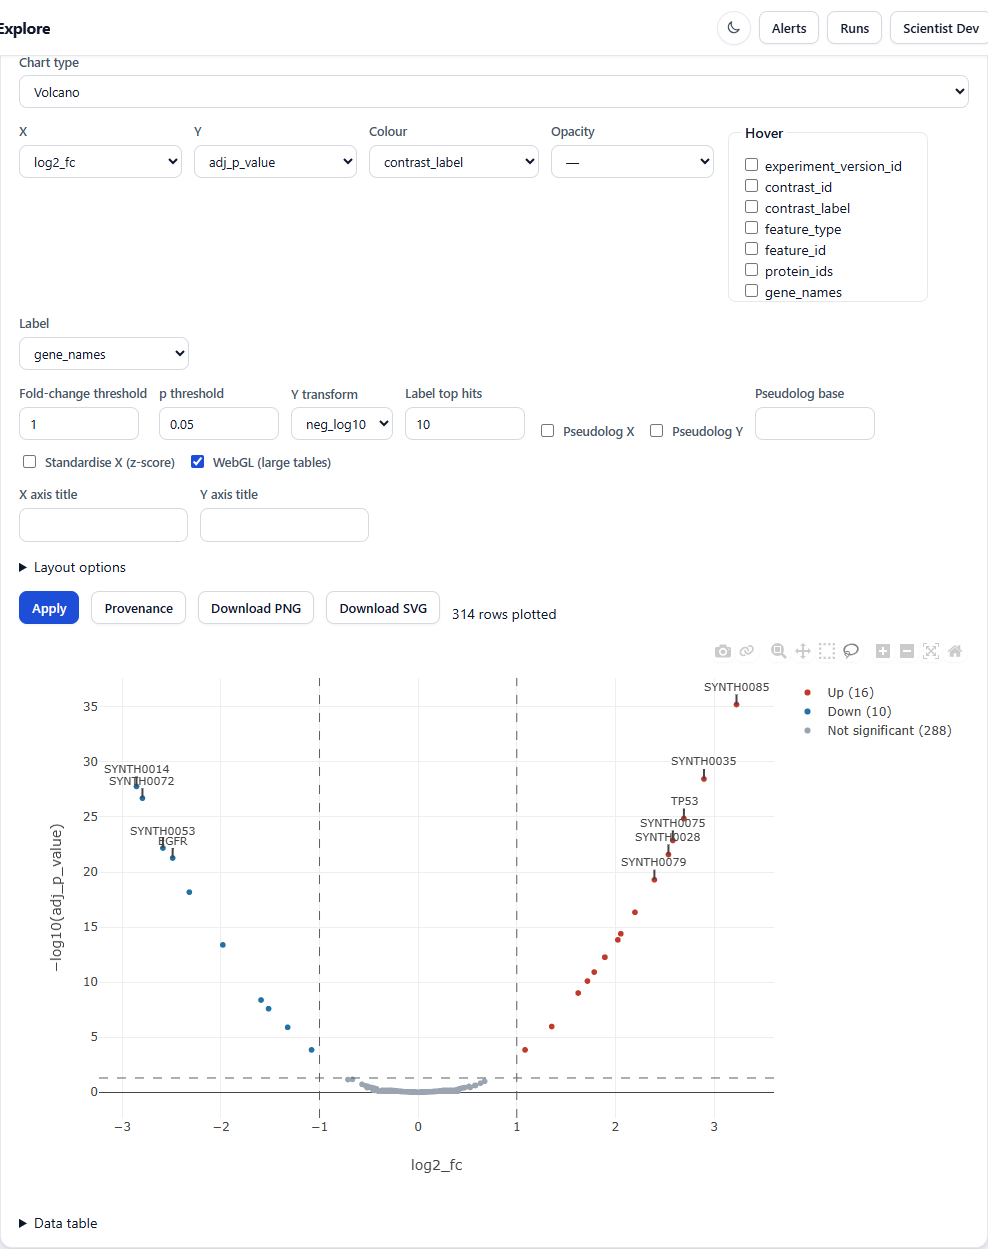 Explore
Alerts
Runs
Scientist Dev
Chart type
Volcano
X
Y
Colour
Opacity
Hover
log2_fc
adj_p_value
contrast_label
—
experiment_version_id
contrast_id
contrast_label
feature_type
feature_id
protein_ids
gene_names
Label
gene_names
Fold-change threshold
p threshold
Y transform
Label top hits
Pseudolog base
1
0.05
neg_log10
10
Pseudolog X
Pseudolog Y
Standardise X (z-score)
WebGL (large tables)
X axis title
Y axis title
Layout options
Apply
Provenance
Download PNG
Download SVG
314 rows plotted
SYNTH0085
Up (16)
Down (10)
Not significant (288)
SYNTH0035
SYNTH0014
SYNTH0072
TP53
SYNTH0075
SYNTH0053
EGFR
SYNTH0028
SYNTH0079
35
30
25
20
15
10
5
0
−log10(adj_p_value)
−3
−2
−1
0
1
2
3
log2_fc
Data table